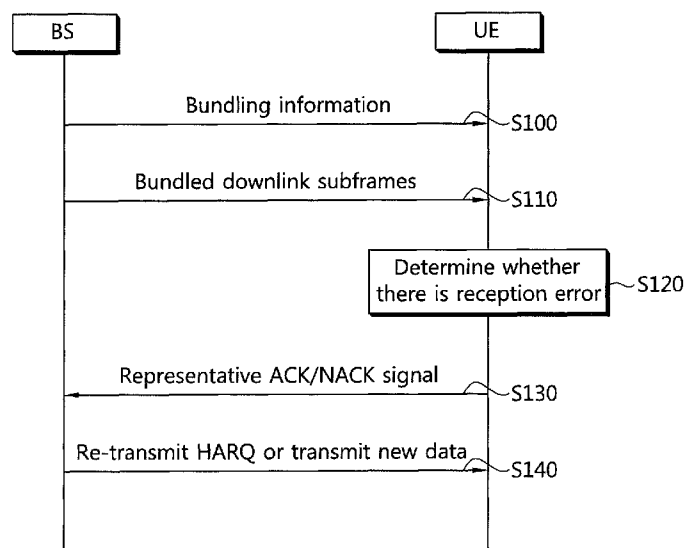 BS
UE
Bundling information
S100
Bundled downlink subframes
S110
Determine whether
there is reception error
S120
Representative ACK/NACK signal
S130
Re-transmit HARQ or transmit new data
S140